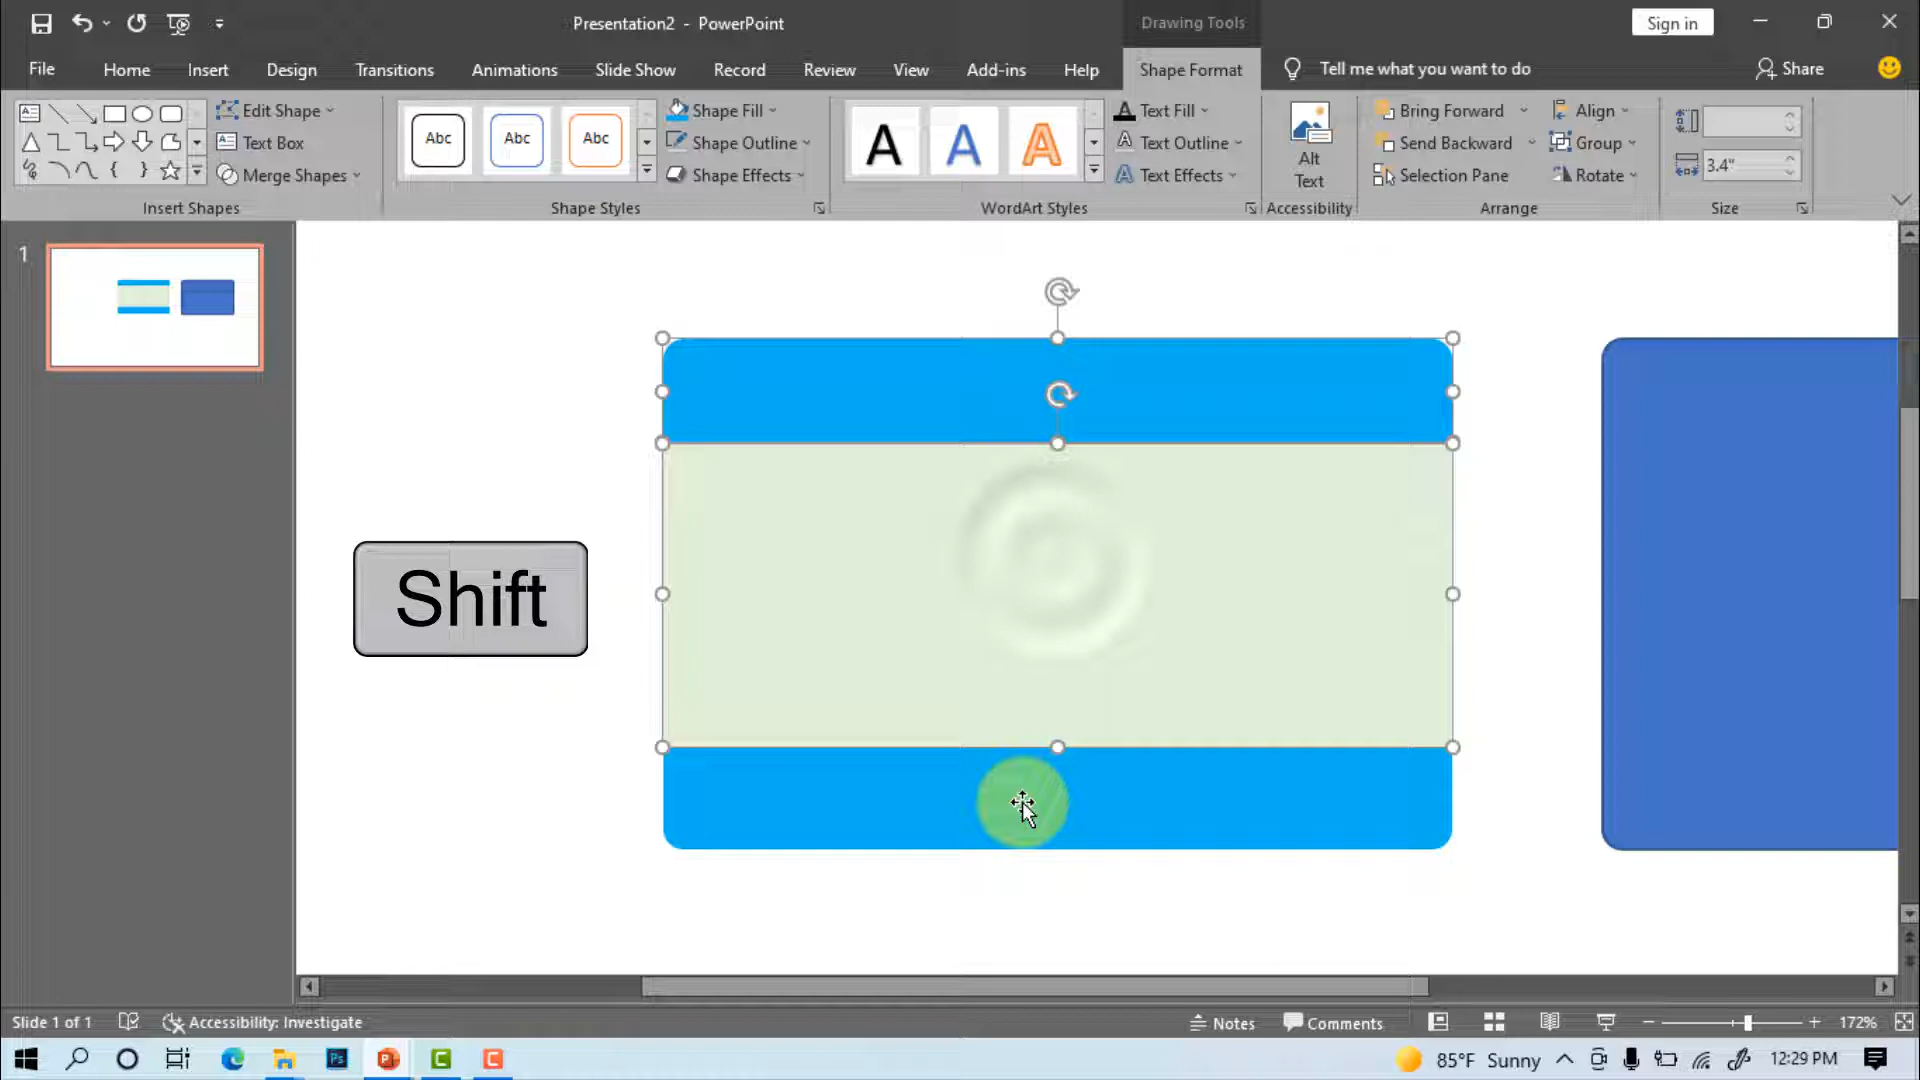 Presentation2 - PowerPoint
Drawing Tools
Sign in
File Home Insert Design Transitions Animations Slide Show Record Review View Add-ins Help Shape Format Tell me what you want to do Share
Edit Shape
Text Box
Merge Shapes
Insert Shapes
Abc Abc Abc
Shape Fill
Shape Outline
Shape Effects
Shape Styles
A A A
Text Fill
Text Outline
Text Effects
WordArt Styles
Alt
Text
Accessibility
Bring Forward
Send Backward
Selection Pane
Align
Group
Rotate
Arrange
3.4"
Size
1
Shift
Slide 1 of 1 Accessibility: Investigate Notes Comments 172%
85°F Sunny 12:29 PM